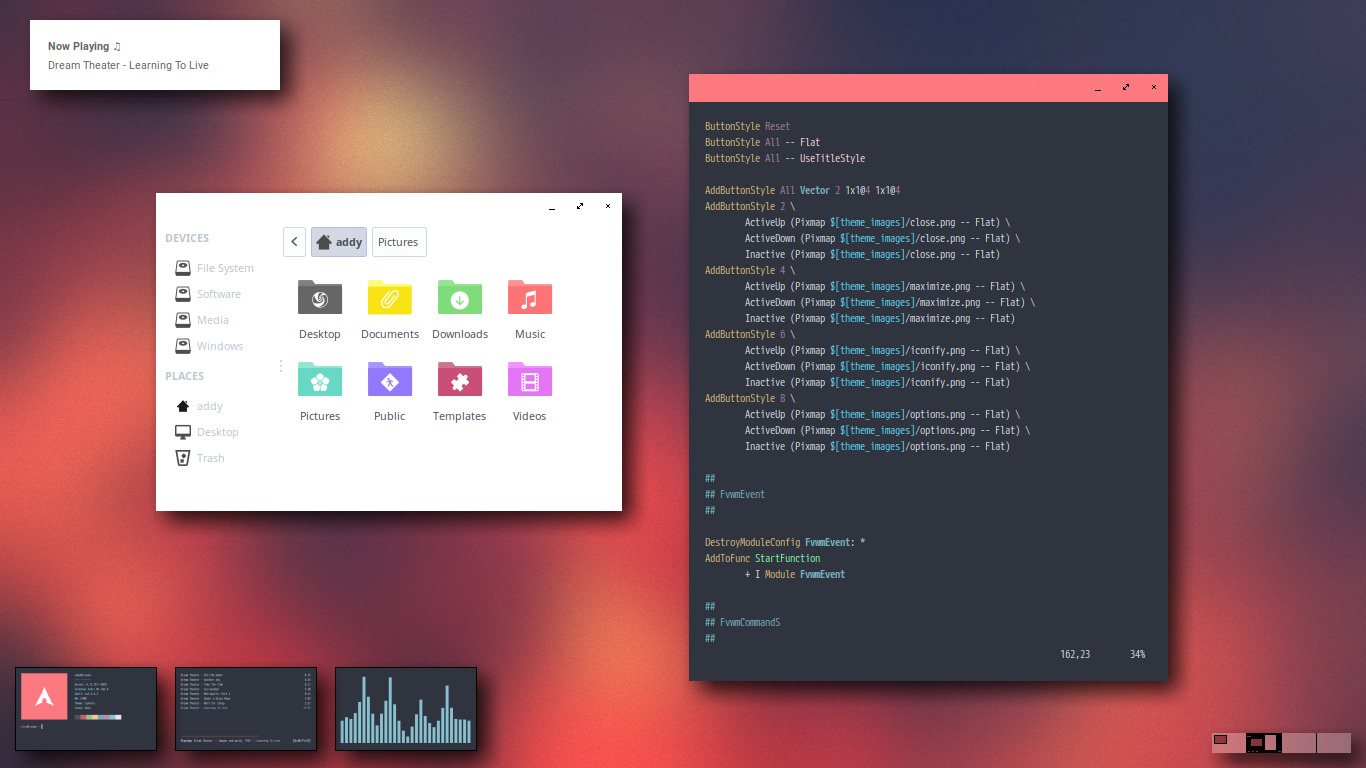 Now Playing ♫
Dream Theater - Learning To Live
DEVICES
File System
Software
Media
Windows
PLACES
addy
Desktop
Trash
addy
Pictures
Desktop
Documents
Downloads
Music
Pictures
Public
Templates
Videos
ButtonStyle Reset
ButtonStyle All -- Flat
ButtonStyle All -- UseTitleStyle
AddButtonStyle All Vector 2 1x1@4 1x1@4
AddButtonStyle 2 \
ActiveUp (Pixmap $[theme_images]/close.png -- Flat) \
ActiveDown (Pixmap $[theme_images]/close.png -- Flat) \
Inactive (Pixmap $[theme_images]/close.png -- Flat)
AddButtonStyle 4 \
ActiveUp (Pixmap $[theme_images]/maximize.png -- Flat) \
ActiveDown (Pixmap $[theme_images]/maximize.png -- Flat) \
Inactive (Pixmap $[theme_images]/maximize.png -- Flat)
AddButtonStyle 6 \
ActiveUp (Pixmap $[theme_images]/iconify.png -- Flat) \
ActiveDown (Pixmap $[theme_images]/iconify.png -- Flat) \
Inactive (Pixmap $[theme_images]/iconify.png -- Flat)
AddButtonStyle 8 \
ActiveUp (Pixmap $[theme_images]/options.png -- Flat) \
ActiveDown (Pixmap $[theme_images]/options.png -- Flat) \
Inactive (Pixmap $[theme_images]/options.png -- Flat)
##
## FvwmEvent
##
DestroyModuleConfig FvwmEvent: *
AddToFunc StartFunction
+ I Module FvwmEvent
##
## FvwmCommandS
##
162,23 34%